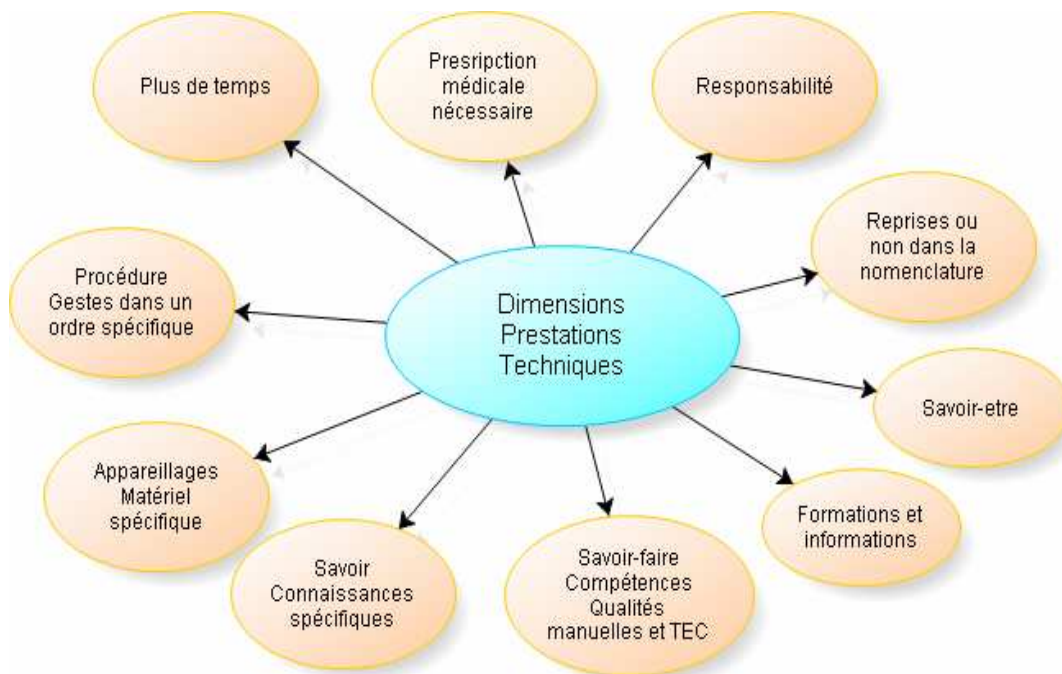 Plus de temps
Presripction
médicale
nécessaire
Responsabilité
Reprises ou
non dans la
nomenclature
Procédure
Gestes dans un
ordre spécifique
Dimensions
Prestations
Techniques
Savoir-etre
Appareillages
Matériel
spécifique
Formations et
informations
Savoir
Connaissances
spécifiques
Savoir-faire
Compétences
Qualités
manuelles et TEC